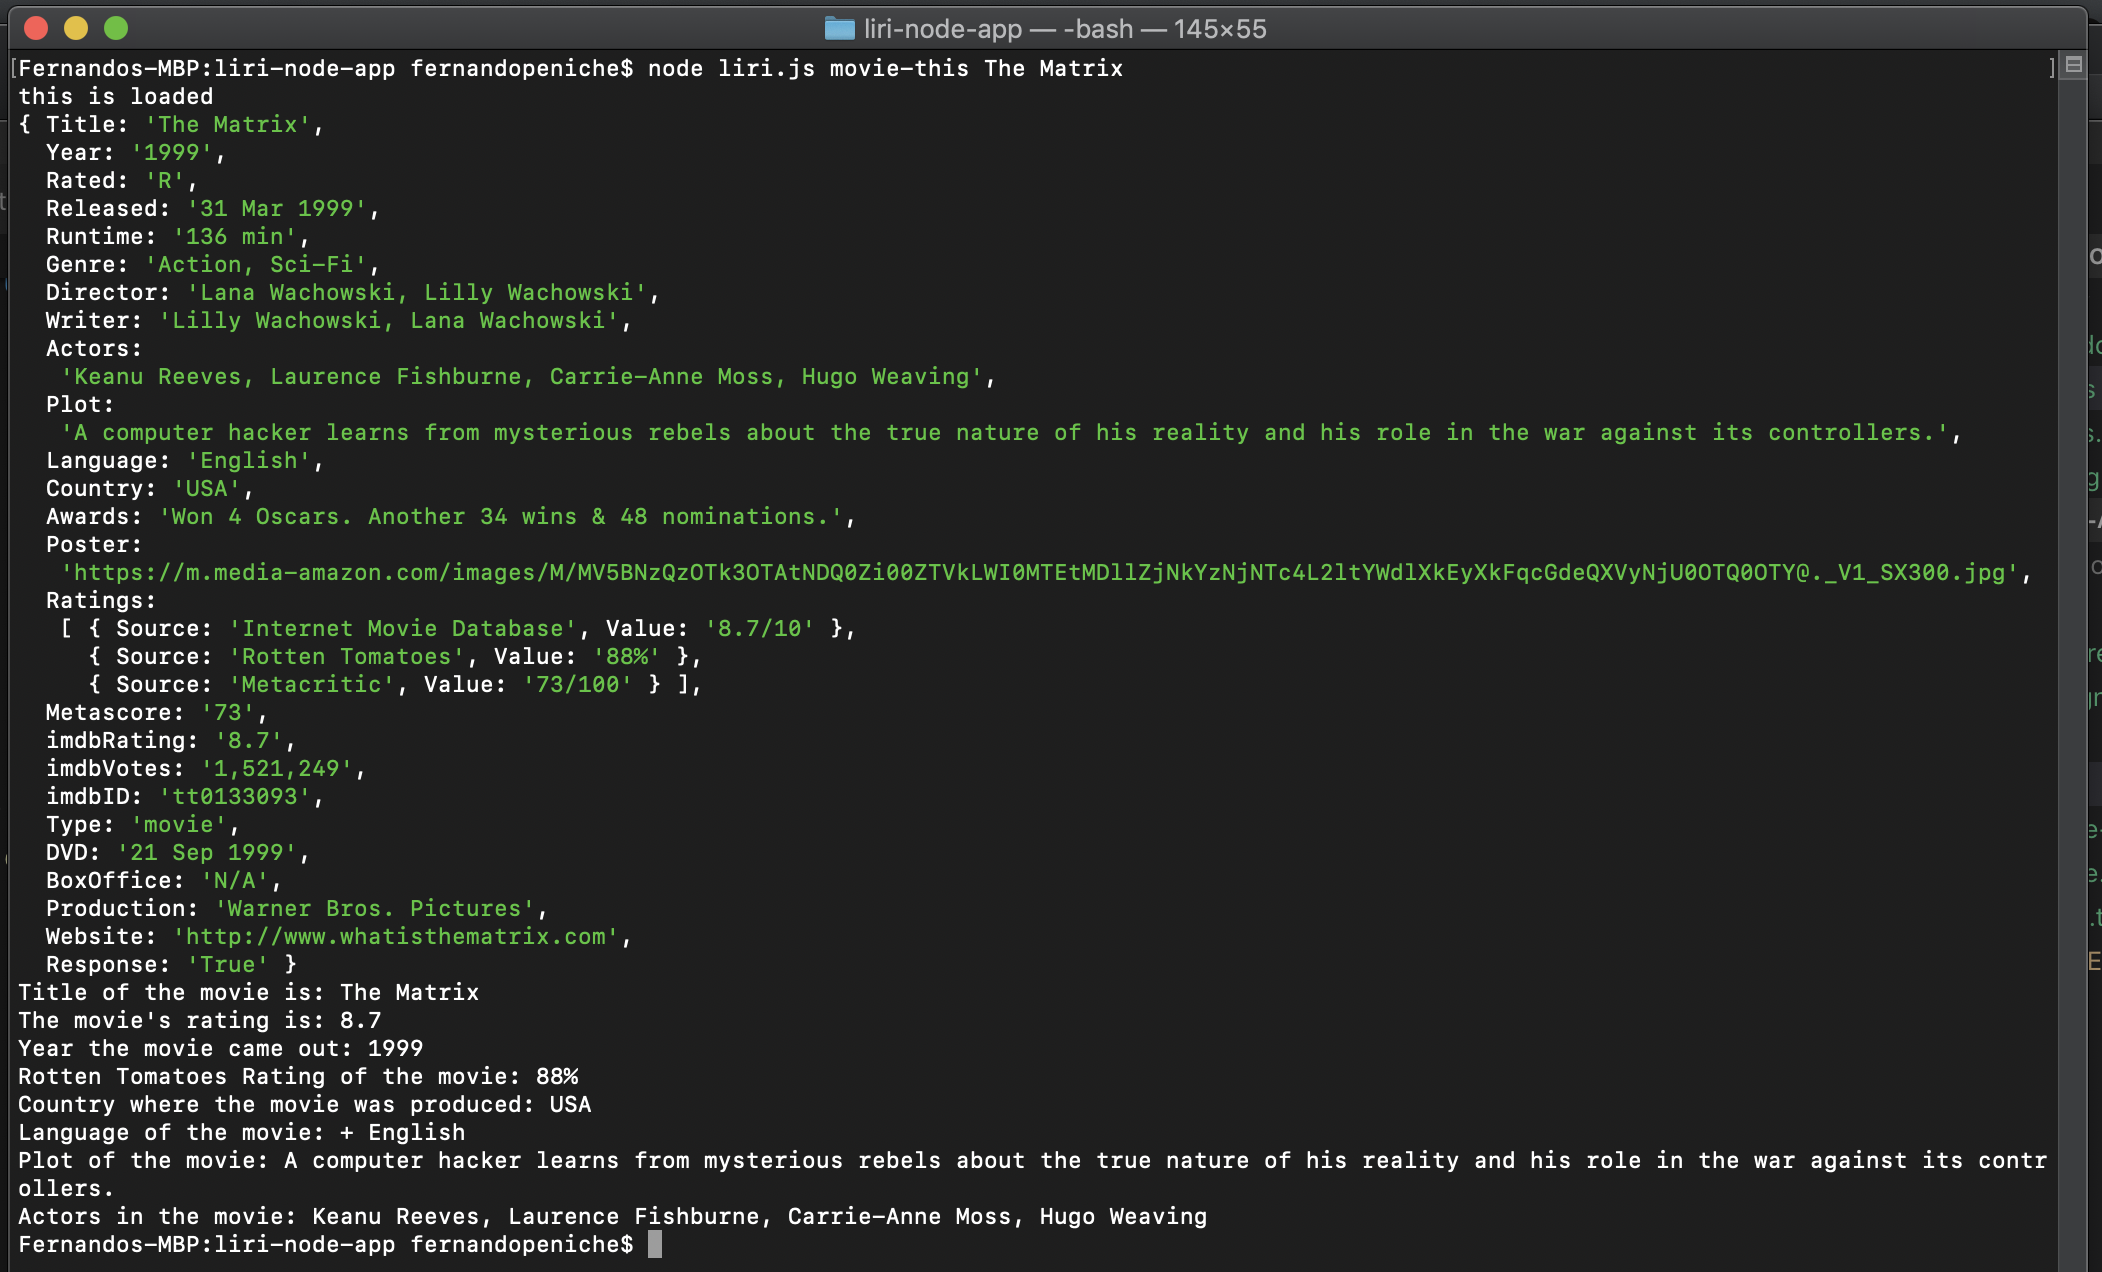 liri-node-app — -bash — 145×55
[Fernandos-MBP:liri-node-app fernandopeniche$ node liri.js movie-this The Matrix ]
this is loaded
{ Title: 'The Matrix',
  Year: '1999',
  Rated: 'R',
  Released: '31 Mar 1999',
  Runtime: '136 min',
  Genre: 'Action, Sci-Fi',
  Director: 'Lana Wachowski, Lilly Wachowski',
  Writer: 'Lilly Wachowski, Lana Wachowski',
  Actors:
   'Keanu Reeves, Laurence Fishburne, Carrie-Anne Moss, Hugo Weaving',
  Plot:
   'A computer hacker learns from mysterious rebels about the true nature of his reality and his role in the war against its controllers.',
  Language: 'English',
  Country: 'USA',
  Awards: 'Won 4 Oscars. Another 34 wins & 48 nominations.',
  Poster:
   'https://m.media-amazon.com/images/M/MV5BNzQzOTk3OTAtNDQ0Zi00ZTVkLWI0MTEtMDllZjNkYzNjNTc4L2ltYWdlXkEyXkFqcGdeQXVyNjU0OTQ0OTY@._V1_SX300.jpg',
  Ratings:
   [ { Source: 'Internet Movie Database', Value: '8.7/10' },
     { Source: 'Rotten Tomatoes', Value: '88%' },
     { Source: 'Metacritic', Value: '73/100' } ],
  Metascore: '73',
  imdbRating: '8.7',
  imdbVotes: '1,521,249',
  imdbID: 'tt0133093',
  Type: 'movie',
  DVD: '21 Sep 1999',
  BoxOffice: 'N/A',
  Production: 'Warner Bros. Pictures',
  Website: 'http://www.whatisthematrix.com',
  Response: 'True' }
Title of the movie is: The Matrix
The movie's rating is: 8.7
Year the movie came out: 1999
Rotten Tomatoes Rating of the movie: 88%
Country where the movie was produced: USA
Language of the movie: + English
Plot of the movie: A computer hacker learns from mysterious rebels about the true nature of his reality and his role in the war against its contr
ollers.
Actors in the movie: Keanu Reeves, Laurence Fishburne, Carrie-Anne Moss, Hugo Weaving
Fernandos-MBP:liri-node-app fernandopeniche$